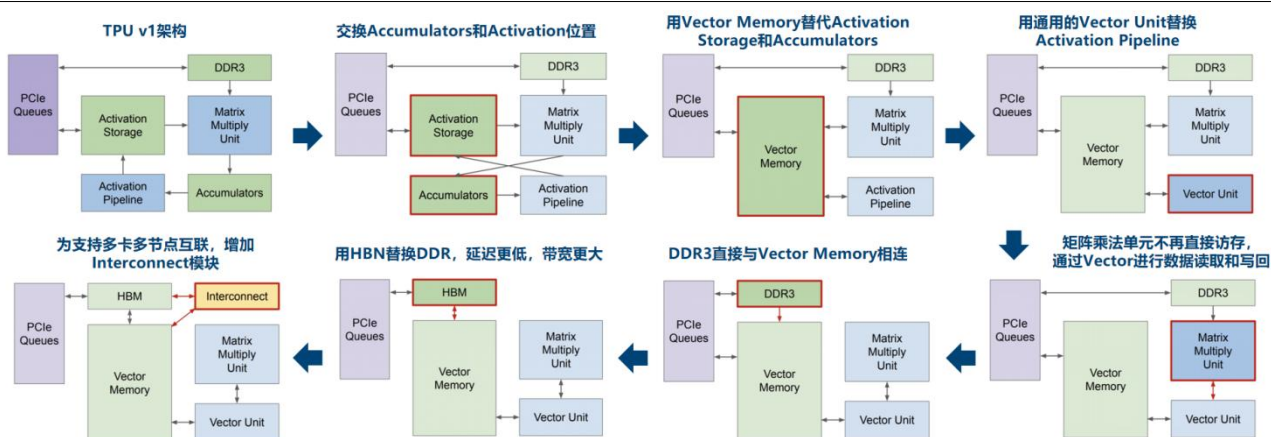 TPU v1架构
PCIe
Queues
DDR3
Activation
Storage
Matrix
Multiply
Unit
Activation
Pipeline
Accumulators
交换Accumulators和Activation位置
PCIe
Queues
DDR3
Activation
Storage
Matrix
Multiply
Unit
Accumulators
Activation
Pipeline
用Vector Memory替代Activation
Storage和Accumulators
PCIe
Queues
DDR3
Vector
Memory
Matrix
Multiply
Unit
Activation
Pipeline
用通用的Vector Unit替换
Activation Pipeline
PCIe
Queues
DDR3
Vector
Memory
Matrix
Multiply
Unit
Vector Unit
矩阵乘法单元不再直接访存，
通过Vector进行数据读取和写回
PCIe
Queues
DDR3
Vector
Memory
Matrix
Multiply
Unit
Vector Unit
DDR3直接与Vector Memory相连
PCIe
Queues
DDR3
Vector
Memory
Matrix
Multiply
Unit
Vector Unit
用HBN替换DDR，延迟更低，带宽更大
PCIe
Queues
HBM
Vector
Memory
Matrix
Multiply
Unit
Vector Unit
为支持多卡多节点互联，增加
Interconnect模块
PCIe
Queues
HBM
Interconnect
Vector
Memory
Matrix
Multiply
Unit
Vector Unit